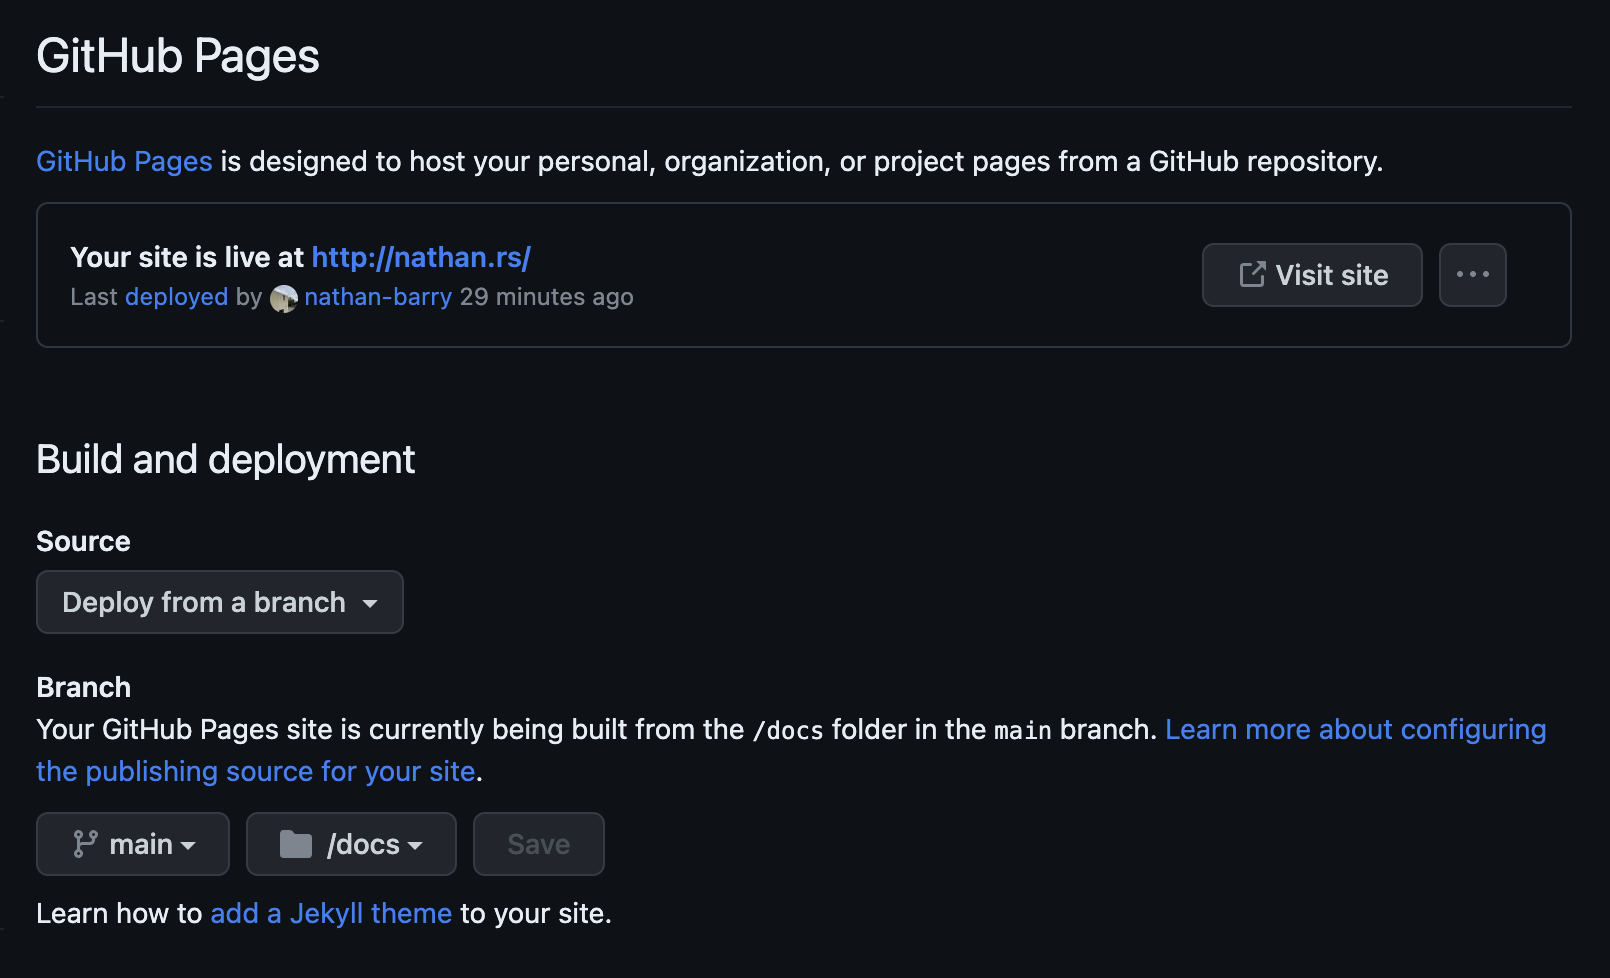 GitHub Pages
GitHub Pages is designed to host your personal, organization, or project pages from a GitHub repository.
Your site is live at http://nathan.rs/
Last deployed by nathan-barry 29 minutes ago
Visit site
Build and deployment
Source
Deploy from a branch
Branch
Your GitHub Pages site is currently being built from the /docs folder in the main branch. Learn more about configuring
the publishing source for your site.
main /docs Save
Learn how to add a Jekyll theme to your site.